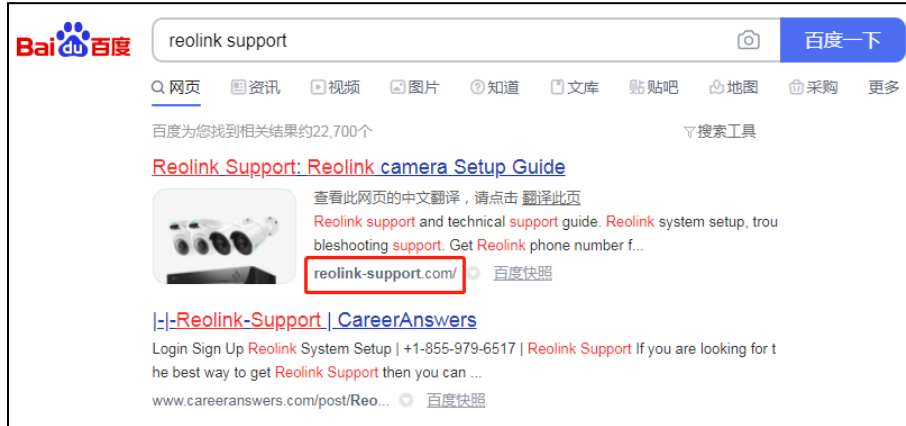 Bai du 百度
reolink support
百度一下
网页 资讯 视频 图片 知道 文库 贴吧 地图 采购 更多
百度为您找到相关结果约22,700个 搜索工具
Reolink Support: Reolink camera Setup Guide
查看此网页的中文翻译，请点击 翻译此页
Reolink support and technical support guide. Reolink system setup, trou
bleshooting support. Get Reolink phone number f...
reolink-support.com/ 百度快照
|-|-Reolink-Support | CareerAnswers
Login Sign Up Reolink System Setup | +1-855-979-6517 | Reolink Support If you are looking for t
he best way to get Reolink Support then you can ...
www.careeranswers.com/post/Reo... 百度快照